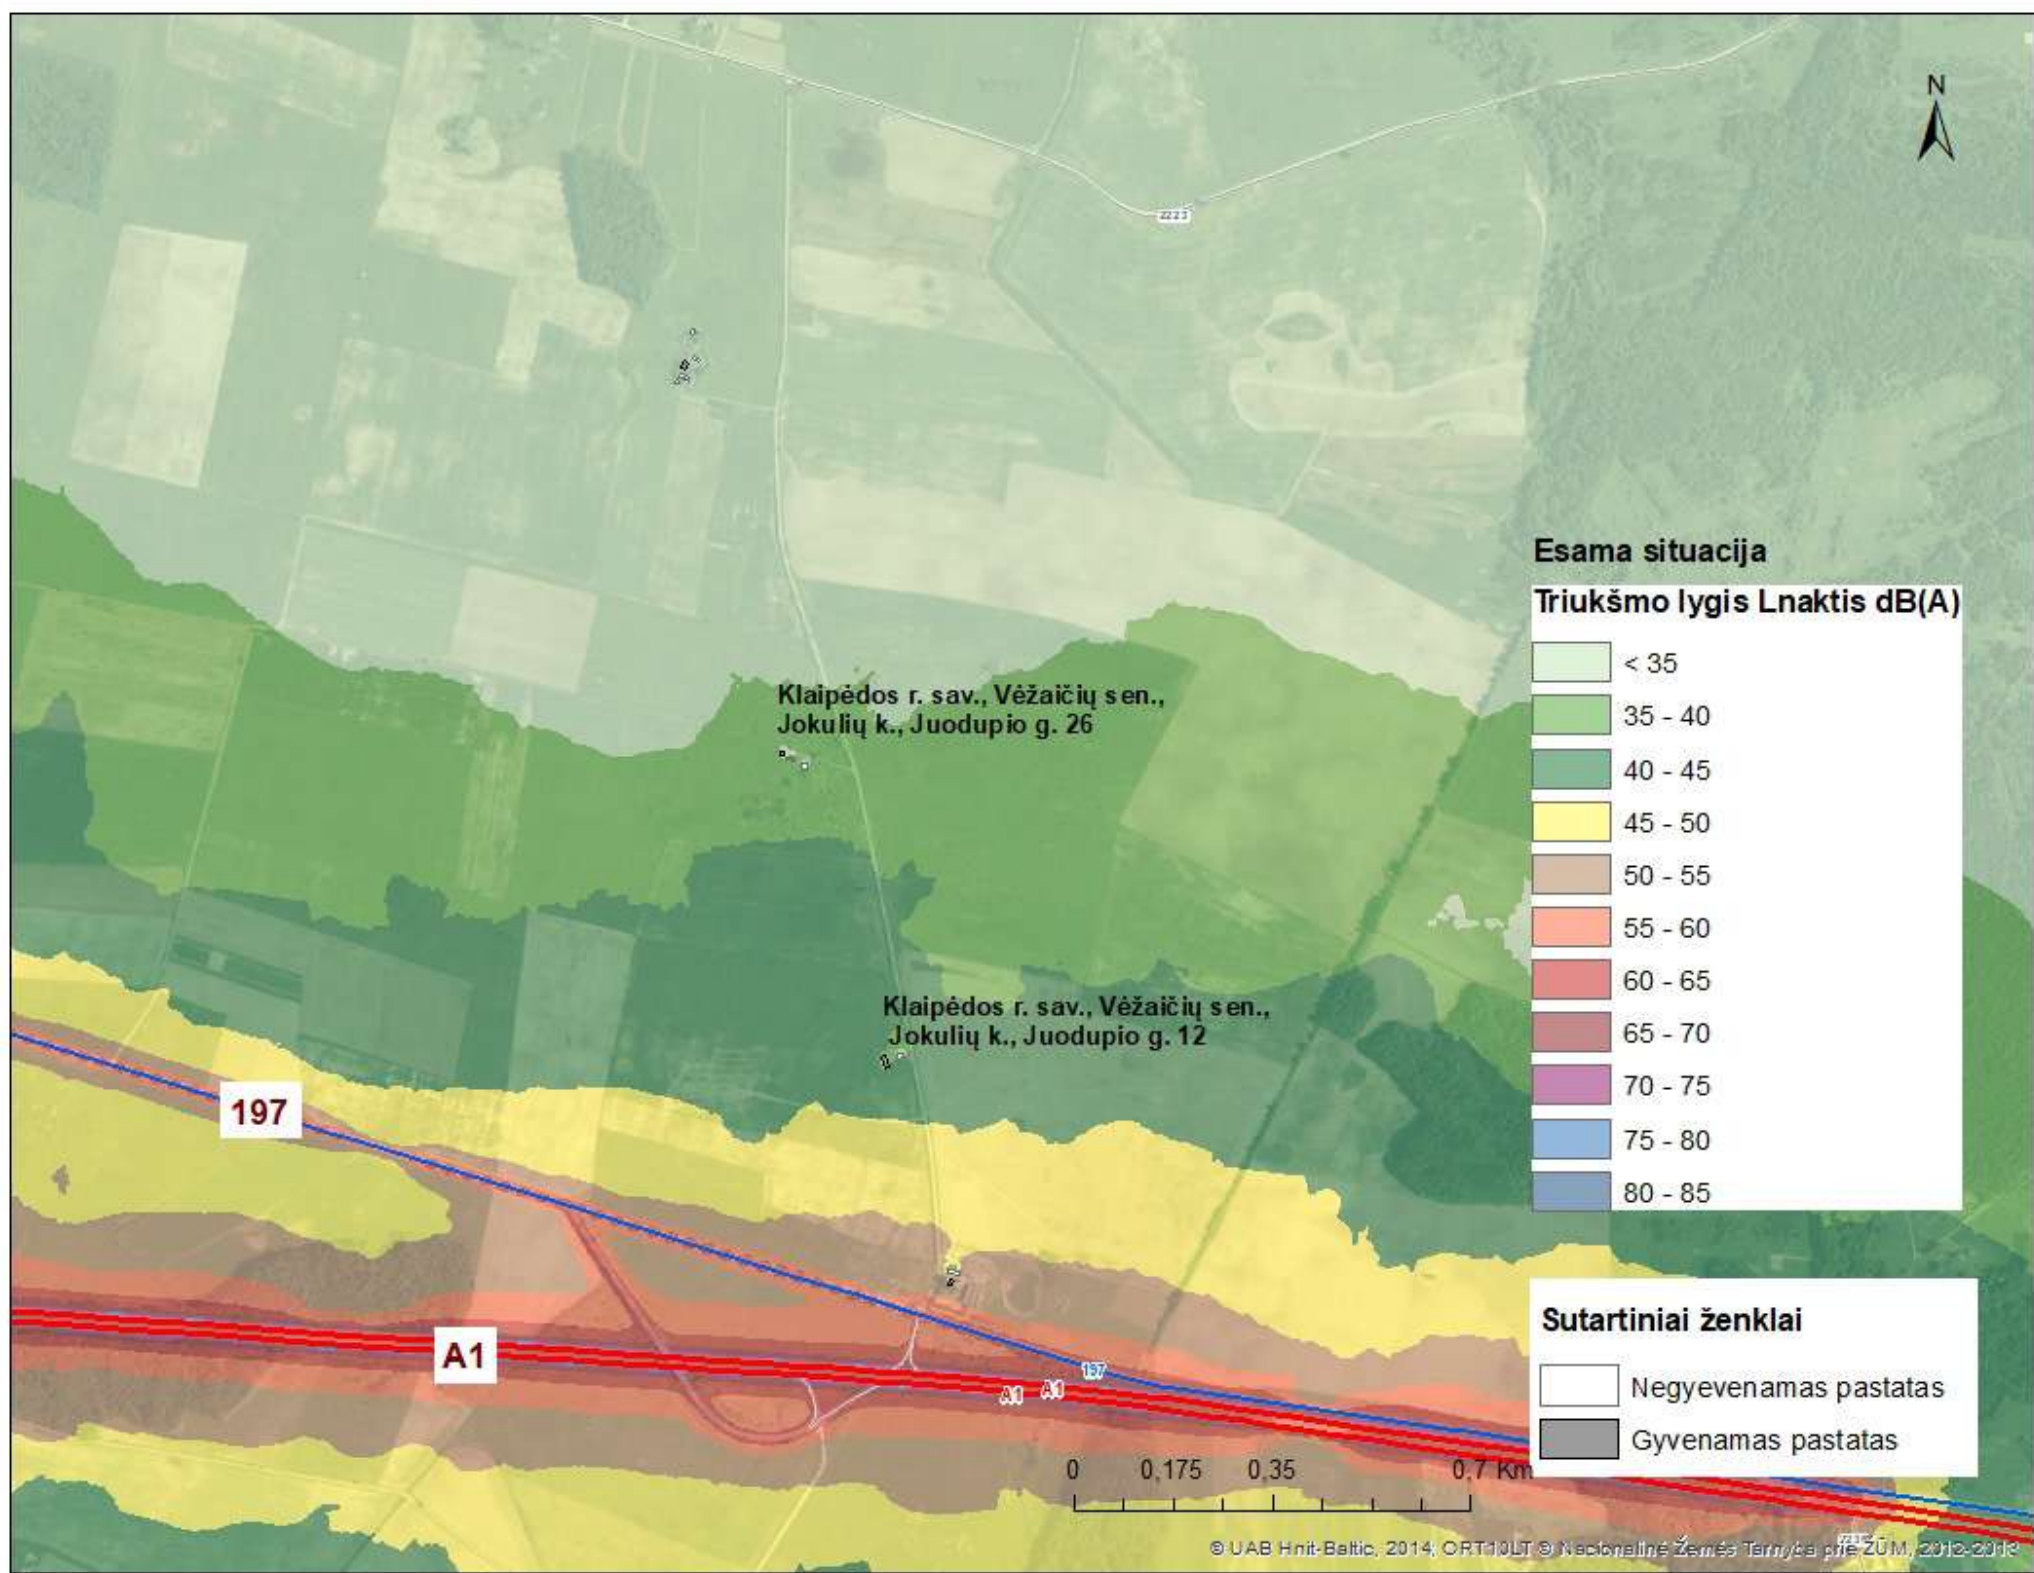 N
2223
Esama situacija
Triukšmo lygis Lnaktis dB(A)
< 35
35 - 40
40 - 45
45 - 50
50 - 55
55 - 60
60 - 65
65 - 70
70 - 75
75 - 80
80 - 85
Klaipėdos r. sav., Vėžaičių sen.,
Jokulių k., Juodupio g. 26
Klaipėdos r. sav., Vėžaičių sen.,
Jokulių k., Juodupio g. 12
197
A1
197
A1
A1
Sutartiniai ženklai
Negyevenamas pastatas
Gyvenamas pastatas
0 0,175 0,35 0,7 Km
© UAB Hnit-Baltic, 2014; ORT10LT © Nacionalinė Žemės Tarnyba prie ŽŪM, 2012-2013